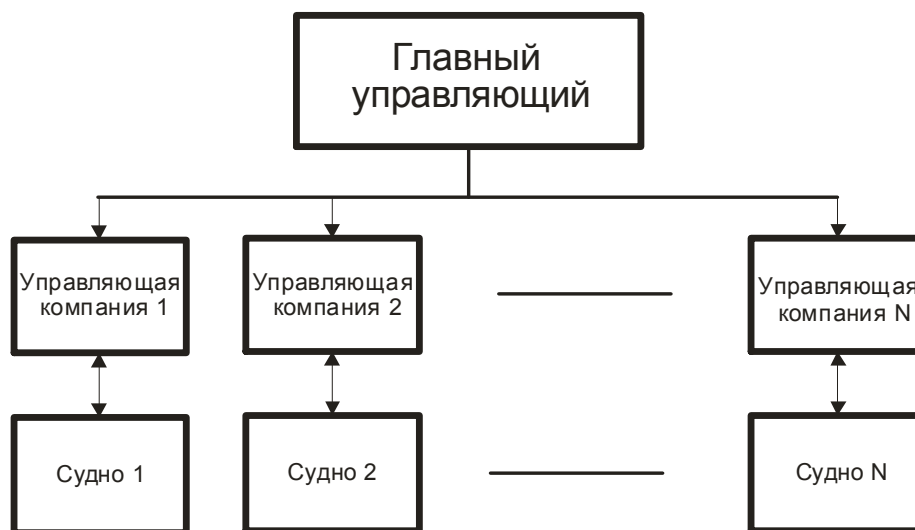 Главный
управляющий
Управляющая
компания 1
Управляющая
компания 2
Управляющая
компания N
Судно 1
Судно 2
Судно N